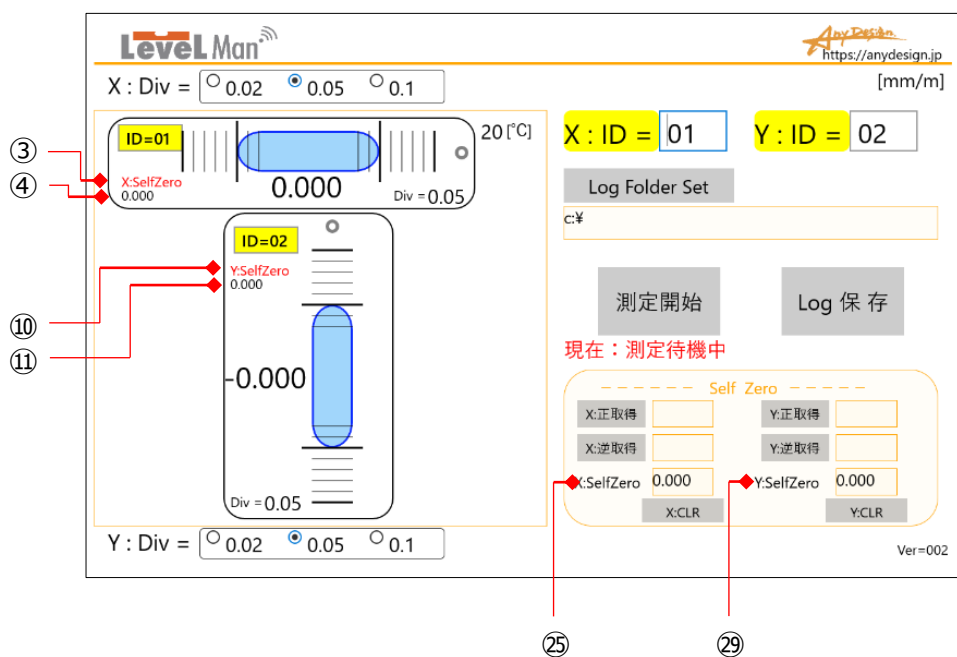 LeveL Man
Any Design
https://anydesign.jp
X : Div = 0.02 0.05 0.1
[mm/m]
ID=01
20 [°C]
X : ID = 01
Y : ID = 02
③
④
X:SelfZero
0.000
0.000
Div = 0.05
Log Folder Set
c:¥
ID=02
⑩
⑪
Y:SelfZero
0.000
測定開始
Log 保 存
現在：測定待機中
-0.000
Div = 0.05
Self Zero
X:正取得
Y:正取得
X:逆取得
Y:逆取得
X:SelfZero 0.000
Y:SelfZero 0.000
X:CLR
Y:CLR
Y : Div = 0.02 0.05 0.1
Ver=002
㉕
㉙